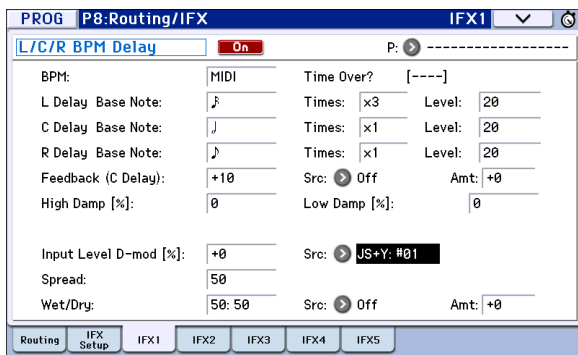 PROG P8:Routing/IFX IFX1
L/C/R BPM Delay On P: ------------------
BPM: MIDI Time Over? [----]
L Delay Base Note: Times: x3 Level: 20
C Delay Base Note: Times: x1 Level: 20
R Delay Base Note: Times: x1 Level: 20
Feedback (C Delay): +10 Src: Off Amt: +0
High Damp [%]: 0 Low Damp [%]: 0
Input Level D-mod [%]: +0 Src: JS+Y: #01
Spread: 50
Wet/Dry: 50: 50 Src: Off Amt: +0
Routing IFX Setup IFX1 IFX2 IFX3 IFX4 IFX5